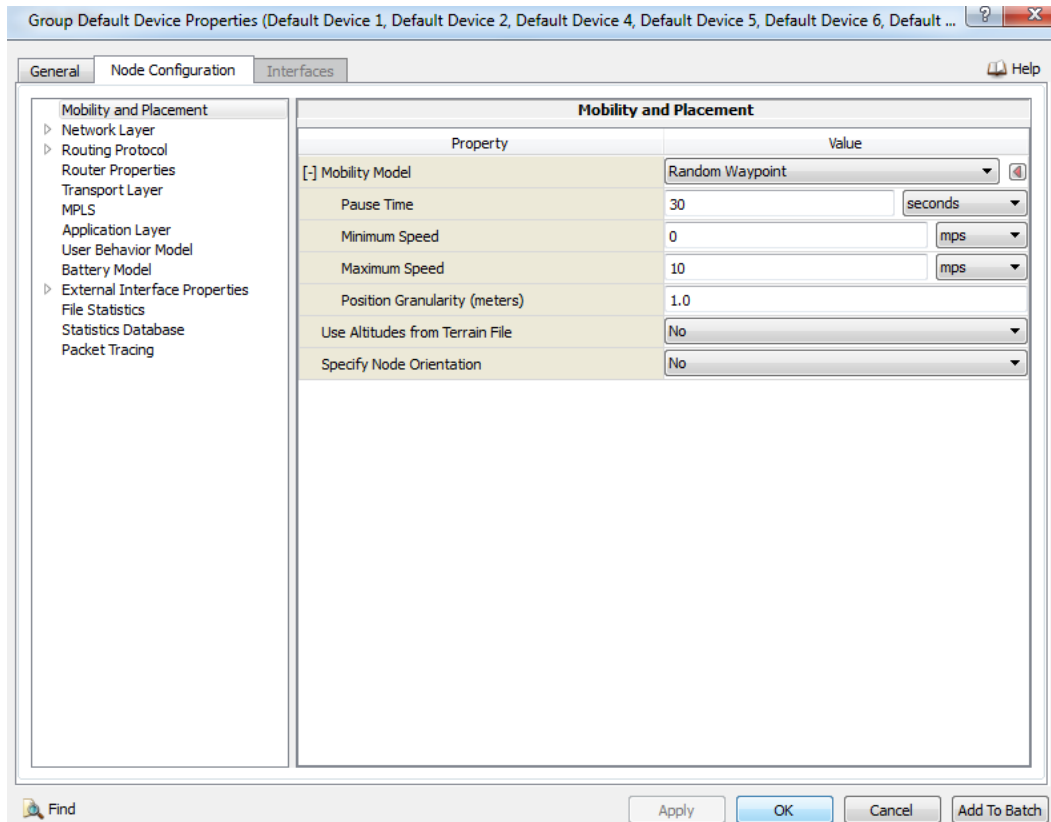 Group Default Device Properties (Default Device 1, Default Device 2, Default Device 4, Default Device 5, Default Device 6, Default ...
General Node Configuration Interfaces Help
Mobility and Placement
Network Layer
Routing Protocol
Router Properties
Transport Layer
MPLS
Application Layer
User Behavior Model
Battery Model
External Interface Properties
File Statistics
Statistics Database
Packet Tracing
Mobility and Placement
Property Value
[-] Mobility Model Random Waypoint
Pause Time 30 seconds
Minimum Speed 0 mps
Maximum Speed 10 mps
Position Granularity (meters) 1.0
Use Altitudes from Terrain File No
Specify Node Orientation No
Find Apply OK Cancel Add To Batch